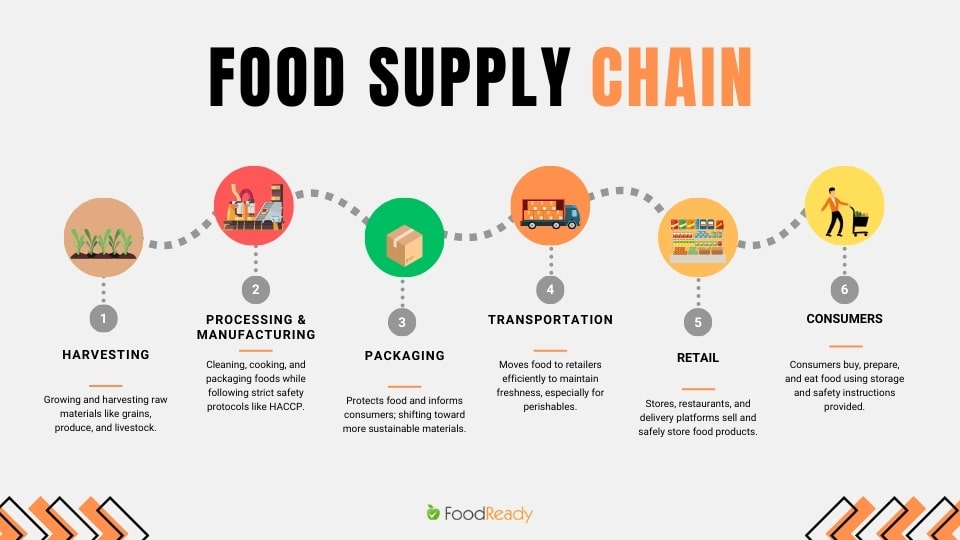 FOOD SUPPLY CHAIN
1
HARVESTING
Growing and harvesting raw
materials like grains,
produce, and livestock.
2
PROCESSING &
MANUFACTURING
Cleaning, cooking, and
packaging foods while
following strict safety
protocols like HACCP.
3
PACKAGING
Protects food and informs
consumers; shifting toward
more sustainable materials.
4
TRANSPORTATION
Moves food to retailers
efficiently to maintain
freshness, especially for
perishables.
5
RETAIL
Stores, restaurants, and
delivery platforms sell and
safely store food products.
6
CONSUMERS
Consumers buy, prepare,
and eat food using storage
and safety instructions
provided.
FoodReady